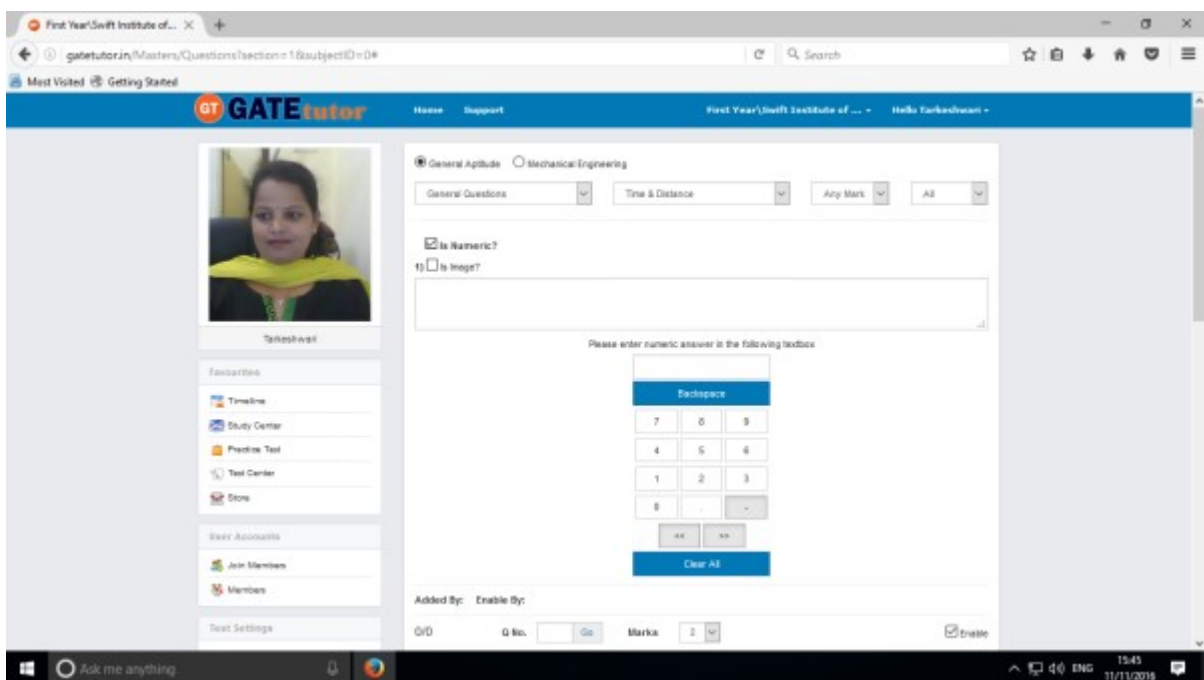 First Year\Swift Institute of...
gatetutor.in/Masters/Questions?section=1&subjectID=0#
Search
Most Visited Getting Started
GT GATEtutor Home Support First Year\Swift Institute of ... Hello Tarkeshwari
General Aptitude Mechanical Engineering
General Questions Time & Distance Any Mark All
Is Numeric?
1) Is Image?
Please enter numeric answer in the following textbox
Backspace
7 8 9
4 5 6
1 2 3
0 . -
<< >>
Clear All
Added By: Enable By:
0/0 Q No. Go Marks 2 Enable
Tarkeshwari
Favourites
Timeline
Study Center
Practice Test
Test Center
Store
User Accounts
Join Members
Members
Test Settings
Ask me anything
ENG 15:45
11/11/2016